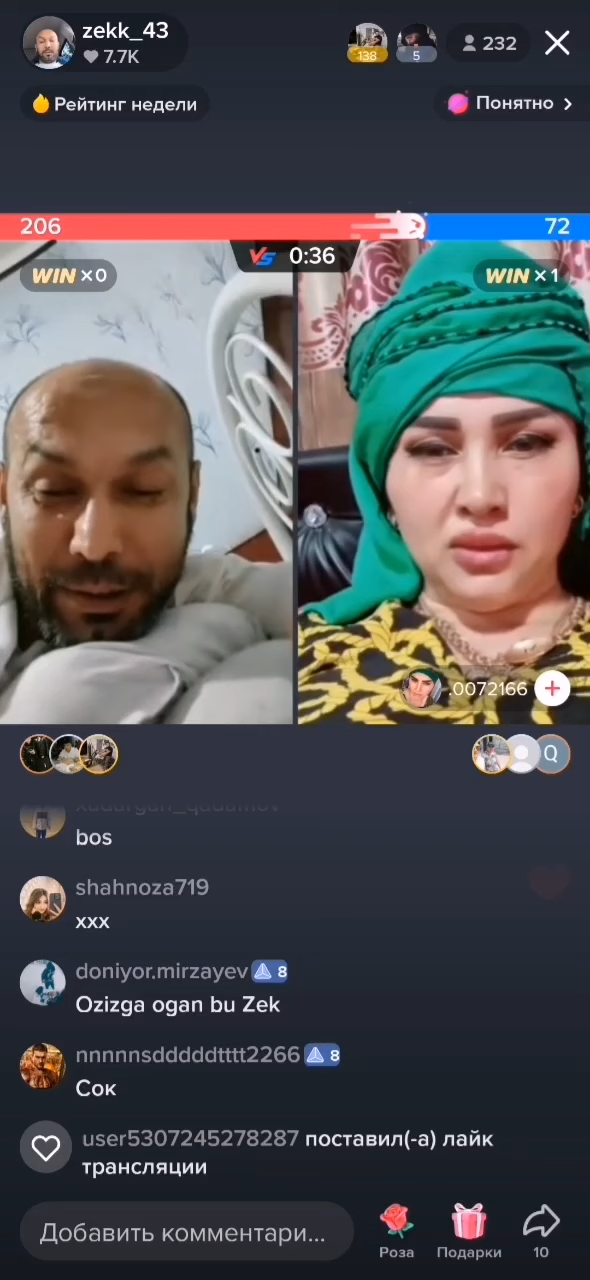 zekk_43
7.7K
138
5
232
Рейтинг недели
Понятно
206
72
VS 0:36
WIN ×0
WIN ×1
.0072166
Q
bos
shahnoza719
xxx
doniyor.mirzayev 8
Ozizga ogan bu Zek
nnnnnsdddddtttt2266 8
Сок
user5307245278287 поставил(-а) лайк
трансляции
Добавить комментари...
Роза
Подарки
10